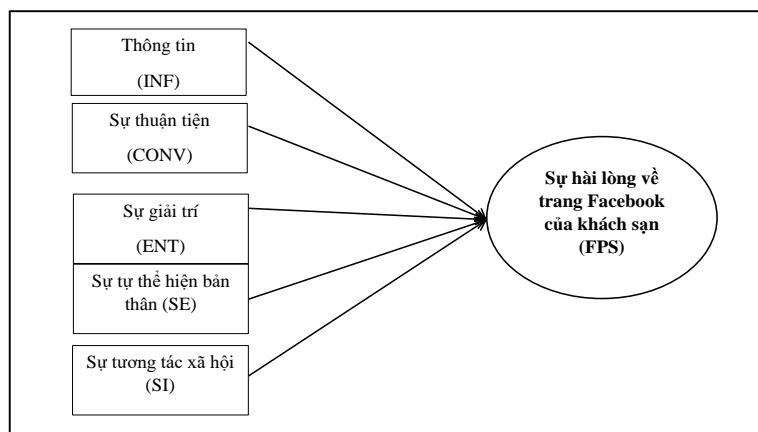 Thông tin
(INF)
Sự thuận tiện
(CONV)
Sự giải trí
(ENT)
Sự tự thể hiện bản
thân (SE)
Sự tương tác xã hội
(SI)
Sự hài lòng về
trang Facebook
của khách sạn
(FPS)